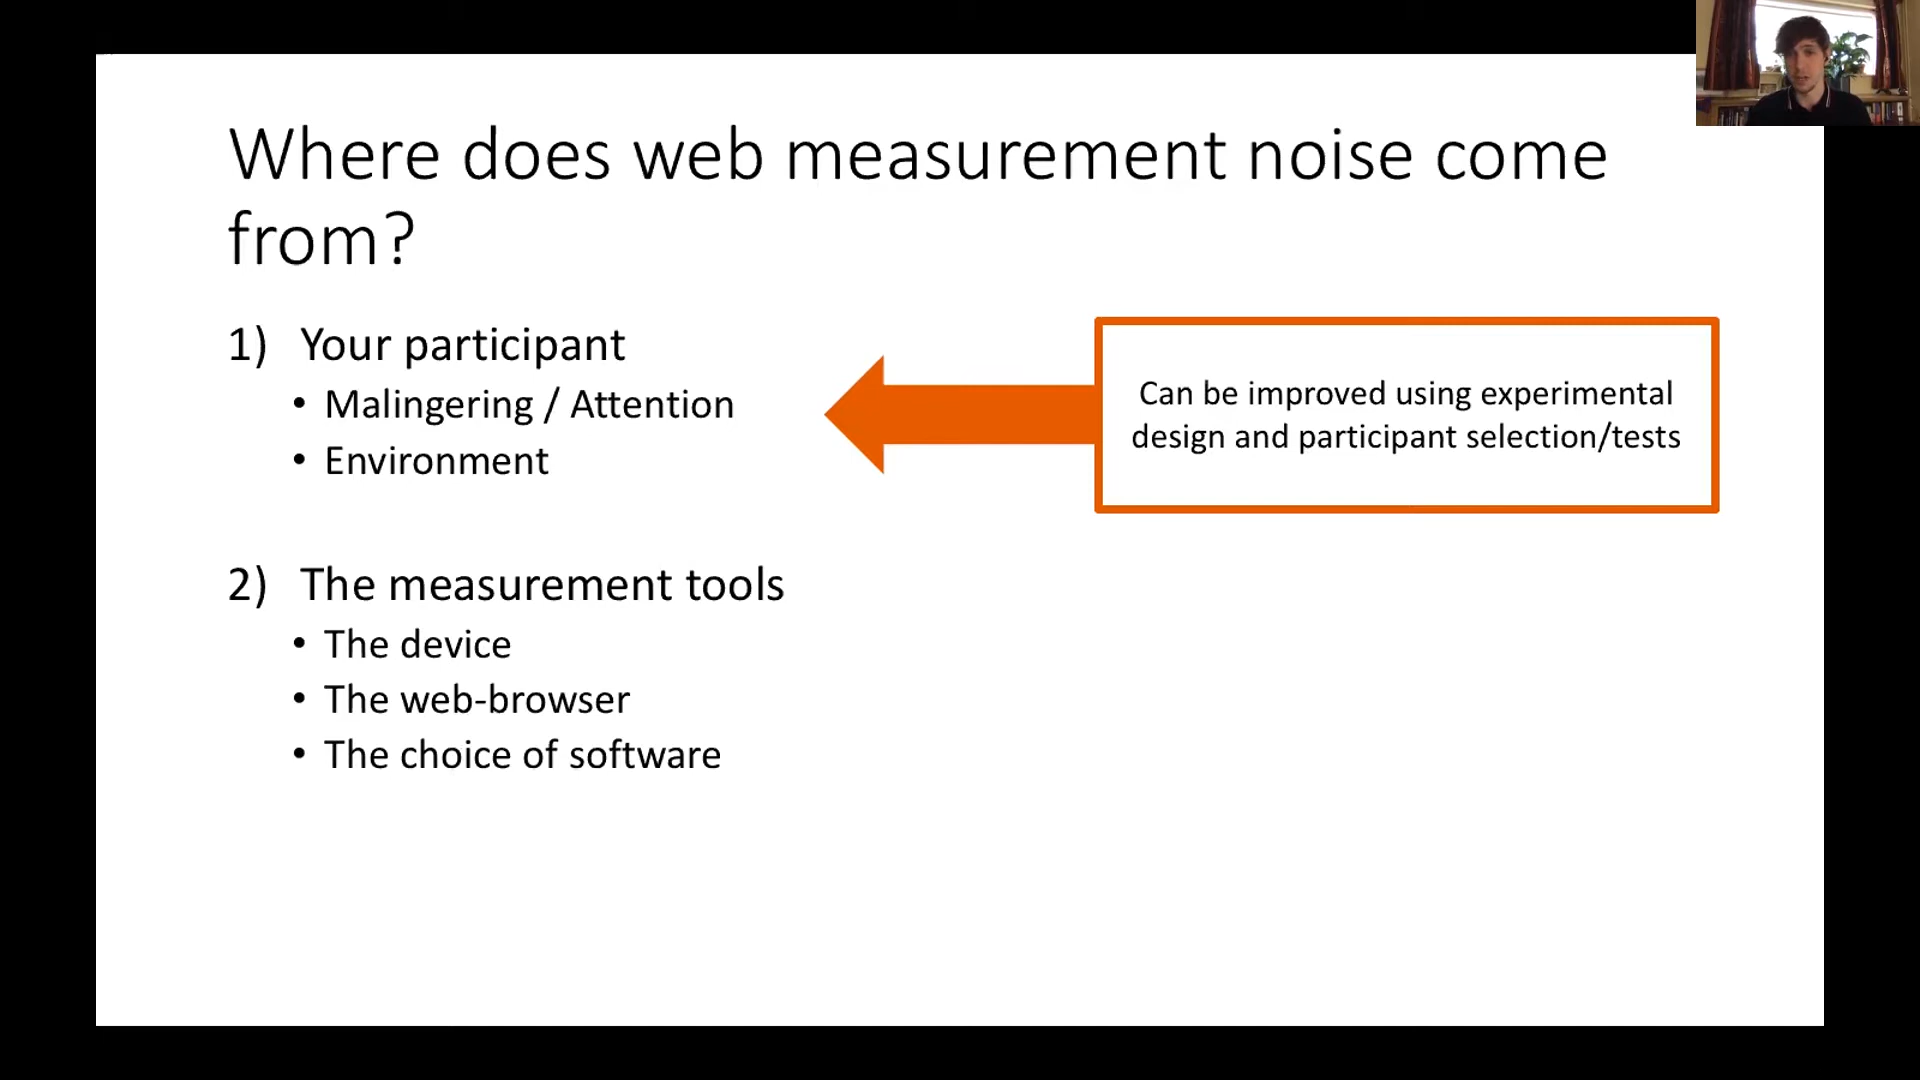 Where does web measurement noise come
from?
1) Your participant
• Malingering / Attention
• Environment
Can be improved using experimental
design and participant selection/tests
2) The measurement tools
• The device
• The web-browser
• The choice of software